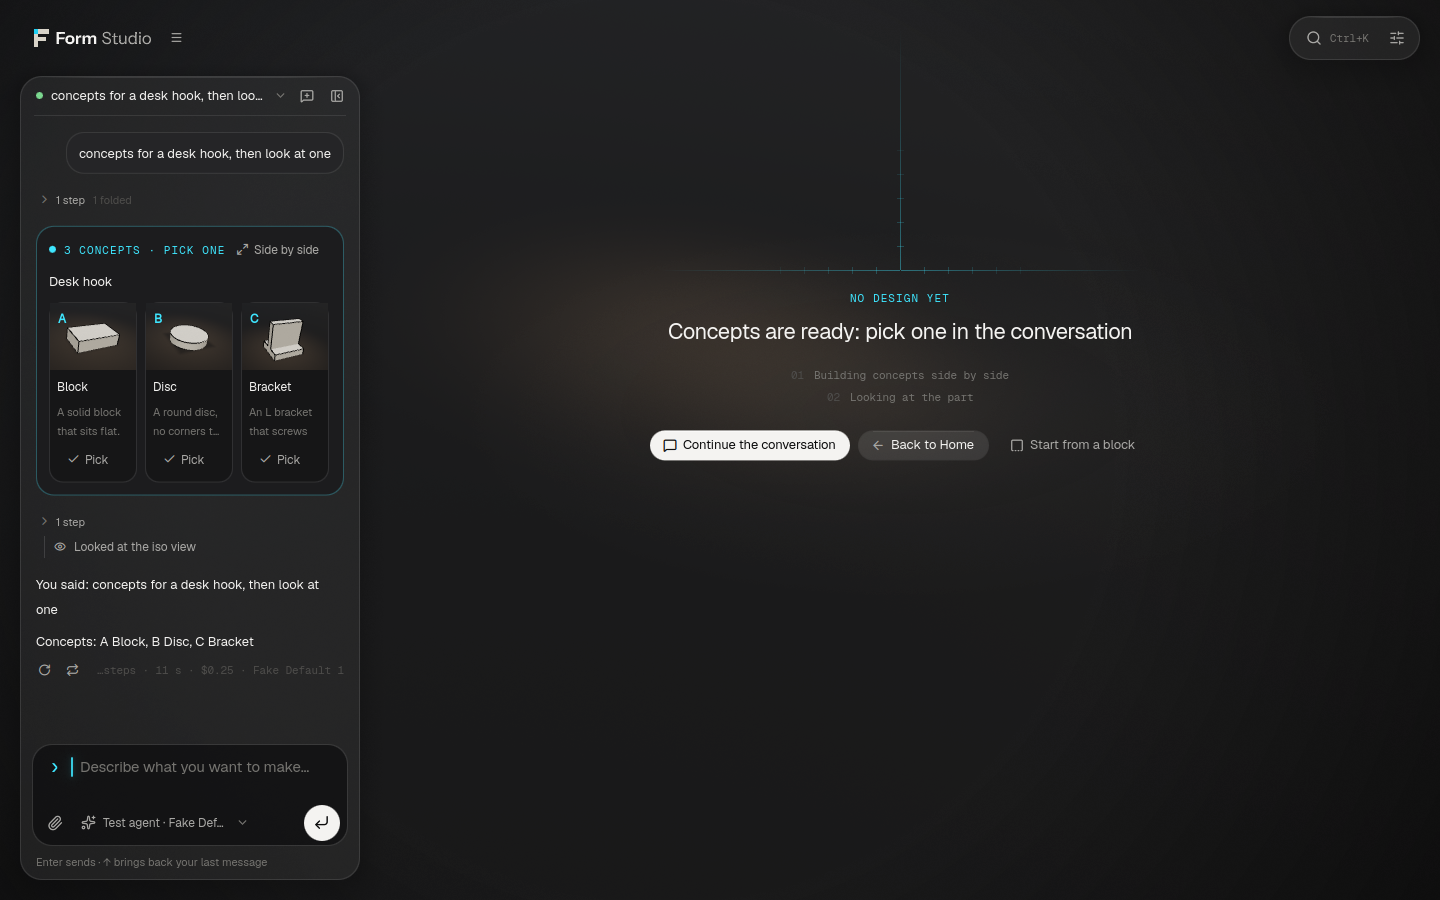 Form Studio
Ctrl+K
concepts for a desk hook, then loo...
concepts for a desk hook, then look at one
1 step 1 folded
3 CONCEPTS · PICK ONE Side by side
Desk hook
A B C
Block Disc Bracket
A solid block A round disc, An L bracket
that sits flat. no corners t... that screws
Pick Pick Pick
1 step
Looked at the iso view
You said: concepts for a desk hook, then look at
one
Concepts: A Block, B Disc, C Bracket
…steps · 11 s · $0.25 · Fake Default 1
Describe what you want to make...
Test agent · Fake Def...
Enter sends · ↑ brings back your last message
NO DESIGN YET
Concepts are ready: pick one in the conversation
01 Building concepts side by side
02 Looking at the part
Continue the conversation Back to Home Start from a block